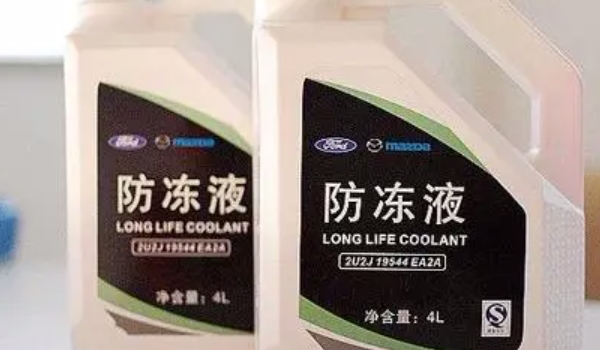 Ford mazda
防冻液
LONG LIFE COOLANT
2U2J 19544 EA2A
净含量：4L
Ford mazda
防冻液
LONG LIFE COOLANT
2U2J 19544 EA2A
净含量：4L